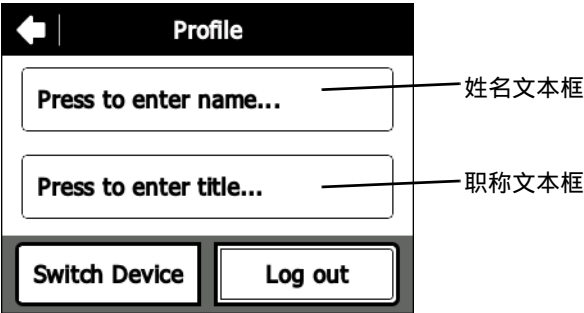 Profile
Press to enter name...
姓名文本框
Press to enter title...
职称文本框
Switch Device
Log out